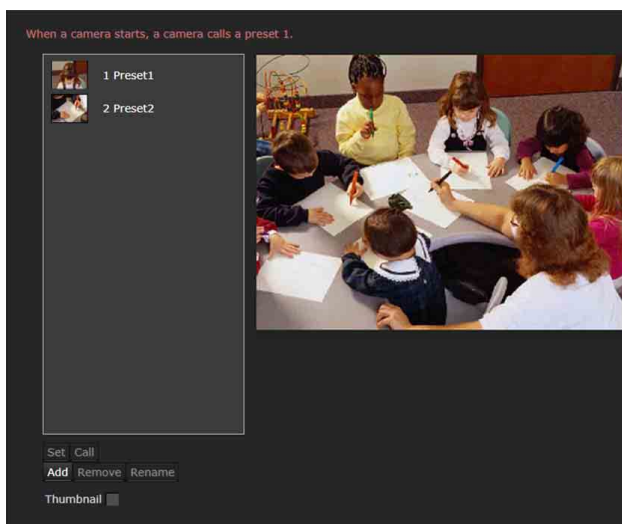 When a camera starts, a camera calls a preset 1.
1 Preset1
2 Preset2
Set Call
Add Remove Rename
Thumbnail